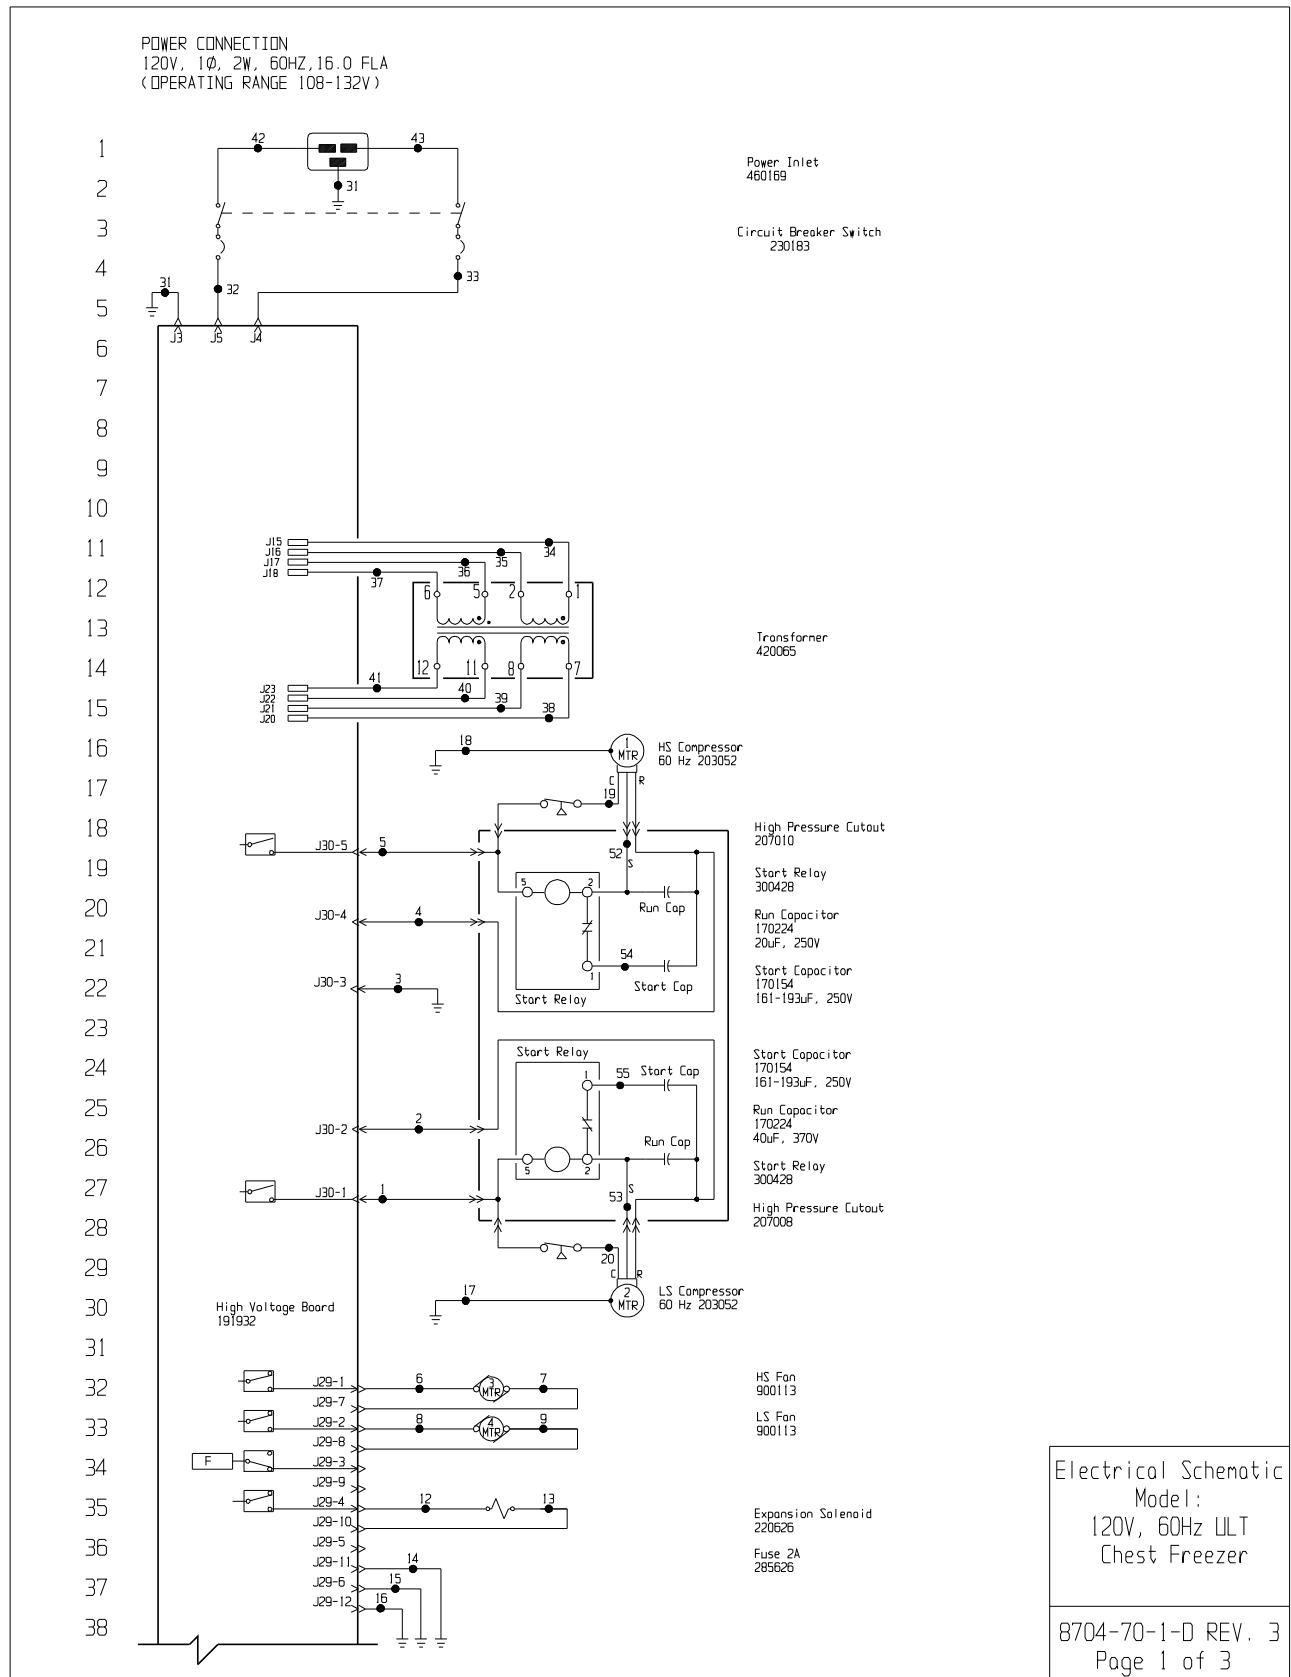 POWER CONNECTION
120V, 1Ø, 2W, 60HZ,16.0 FLA
(OPERATING RANGE 108-132V)
1
42
43
Power Inlet
460169
2
31
3
Circuit Breaker Switch
230183
4
31
32
33
5
J3
J5
J4
6
7
8
9
10
11
J15
J16
J17
J18
34
35
36
37
12
6
5
2
1
13
Transformer
420065
14
12
11
8
7
J23
J22
J21
J20
41
40
39
38
15
16
18
1
MTR
HS Compressor
60 Hz 203052
17
C
R
19
18
High Pressure Cutout
207010
J30-5
5
52
S
19
Start Relay
300428
5
2
Run Cap
20
J30-4
4
Run Capacitor
170224
20uF, 250V
21
54
1
Start Cap
Start Relay
Start Capacitor
170154
161-193uF, 250V
22
J30-3
3
23
24
Start Relay
1
55
Start Cap
Start Capacitor
170154
161-193uF, 250V
25
J30-2
2
Run Capacitor
170224
40uF, 370V
26
Run Cap
5
2
Start Relay
300428
27
J30-1
1
53
S
High Pressure Cutout
207008
28
20
29
C
R
30
17
2
MTR
LS Compressor
60 Hz 203052
High Voltage Board
191932
31
32
J29-1
6
3
MTR
7
HS Fan
900113
J29-7
33
J29-2
8
4
MTR
9
LS Fan
900113
J29-8
34
F
J29-3
J29-9
35
J29-4
12
13
Expansion Solenoid
220626
J29-10
36
J29-5
Fuse 2A
285626
J29-11
14
37
J29-6
15
J29-12
16
38
Electrical Schematic
Model:
120V, 60Hz ULT
Chest Freezer
8704-70-1-D REV. 3
Page 1 of 3